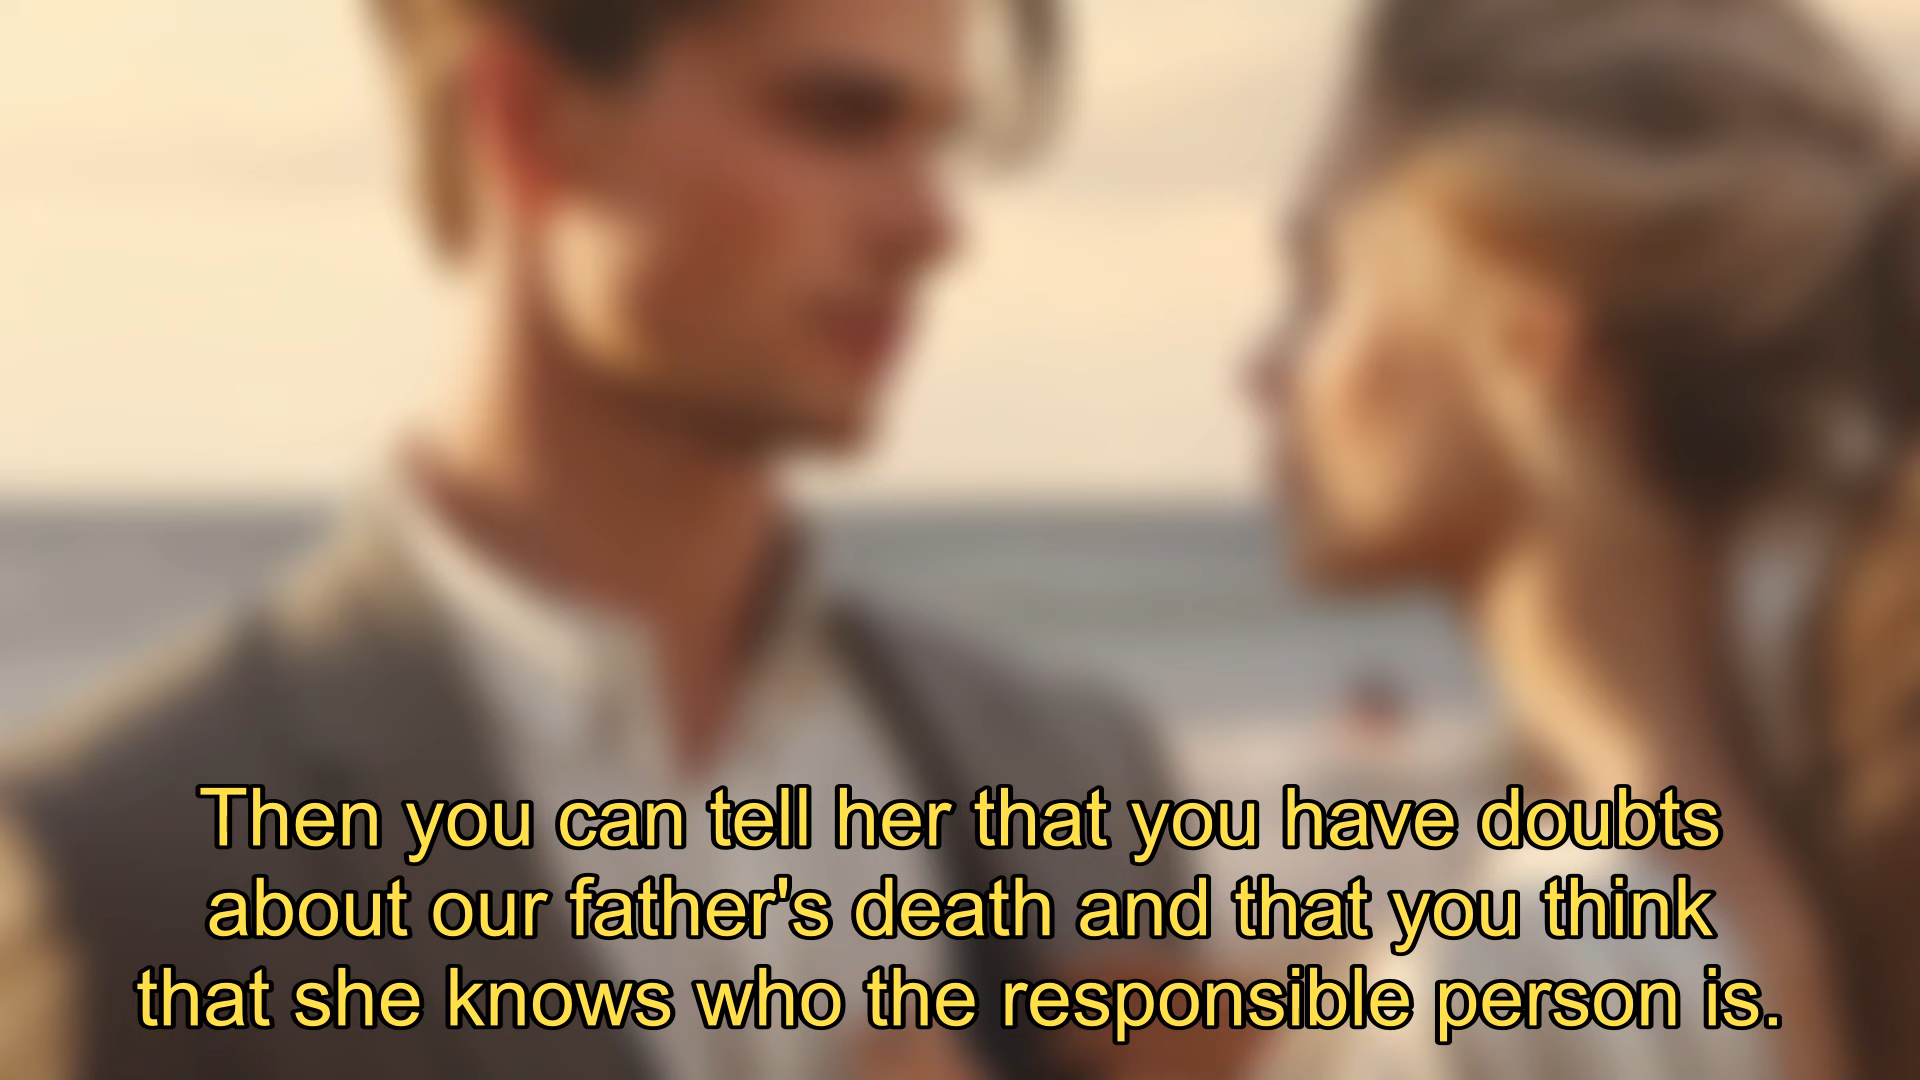 Then you can tell her that you have doubts
about our father's death and that you think
that she knows who the responsible person is.